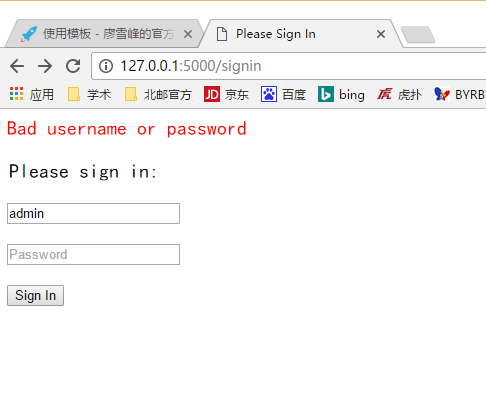 使用模板 - 廖雪峰的官方
Please Sign In
127.0.0.1:5000/signin
应用 学术 北邮官方 JD 京东 百度 b bing 虎扑 BYRB
Bad username or password
Please sign in:
admin
Password
Sign In